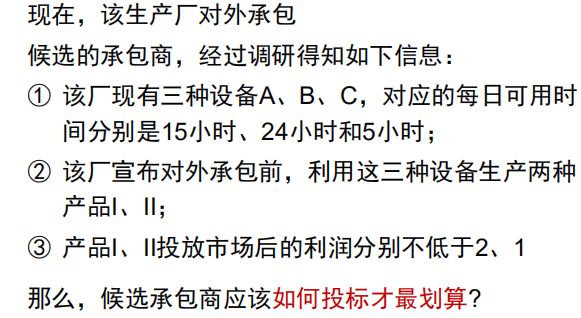 现在，该生产厂对外承包
候选的承包商，经过调研得知如下信息：
① 该厂现有三种设备A、B、C，对应的每日可用时
间分别是15小时、24小时和5小时；
② 该厂宣布对外承包前，利用这三种设备生产两种
产品I、II；
③ 产品I、II投放市场后的利润分别不低于2、1
那么，候选承包商应该如何投标才最划算?